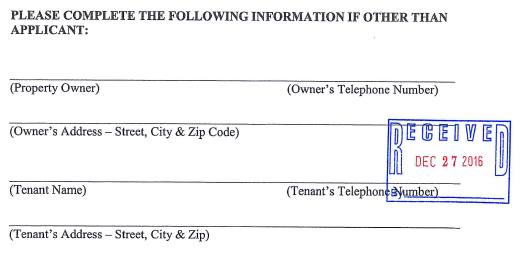 PLEASE COMPLETE THE FOLLOWING INFORMATION IF OTHER THAN
APPLICANT:
(Property Owner) (Owner's Telephone Number)
(Owner's Address – Street, City & Zip Code)
RECEIVED
DEC 27 2016
BY:
(Tenant Name) (Tenant's Telephone Number)
(Tenant's Address – Street, City & Zip)